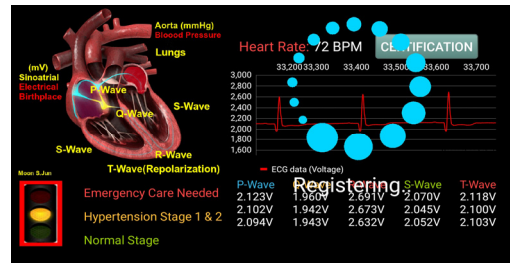 Aorta (mmHg)
Bloood Pressure
Lungs
(mV)
Sinoatrial
Electrical
Birthplace
P-Wave
Q-Wave
S-Wave
S-Wave
R-Wave
T-Wave(Repolarization)
Heart Rate: 72 BPM
CERTIFICATION
33,200 33,300 33,400 33,500 33,600 33,700
3,000
2,800
2,600
2,400
2,200
2,000
1,800
1,600
ECG data (Voltage)
Registering..
Moon S.Jun
Emergency Care Needed
Hypertension Stage 1 & 2
Normal Stage
P-Wave S-Wave T-Wave
2.123V 1.960V 2.691V 2.070V 2.118V
2.102V 1.942V 2.673V 2.045V 2.100V
2.094V 1.943V 2.632V 2.052V 2.103V